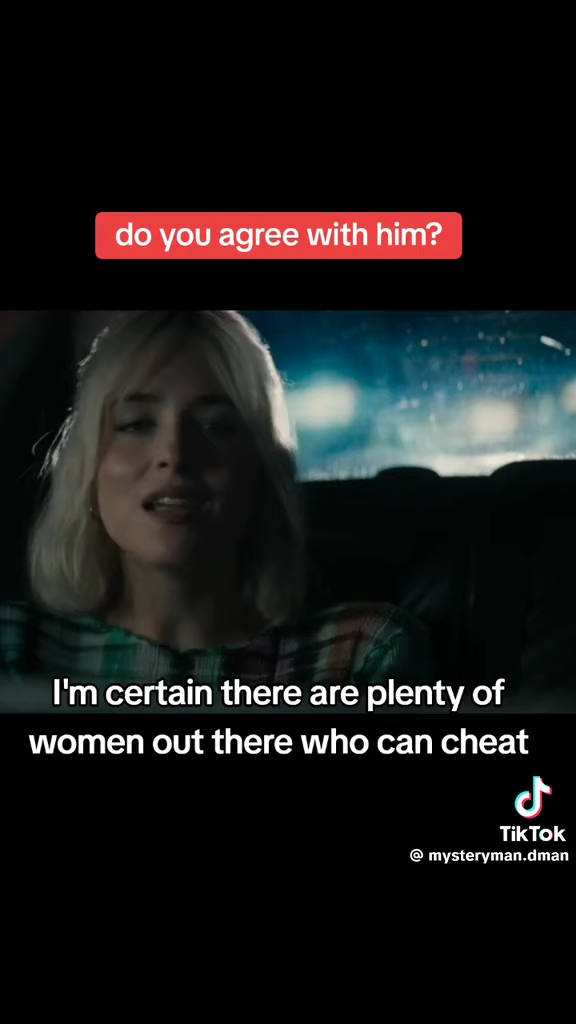 do you agree with him?
I'm certain there are plenty of
women out there who can cheat
TikTok
@ mysteryman.dman